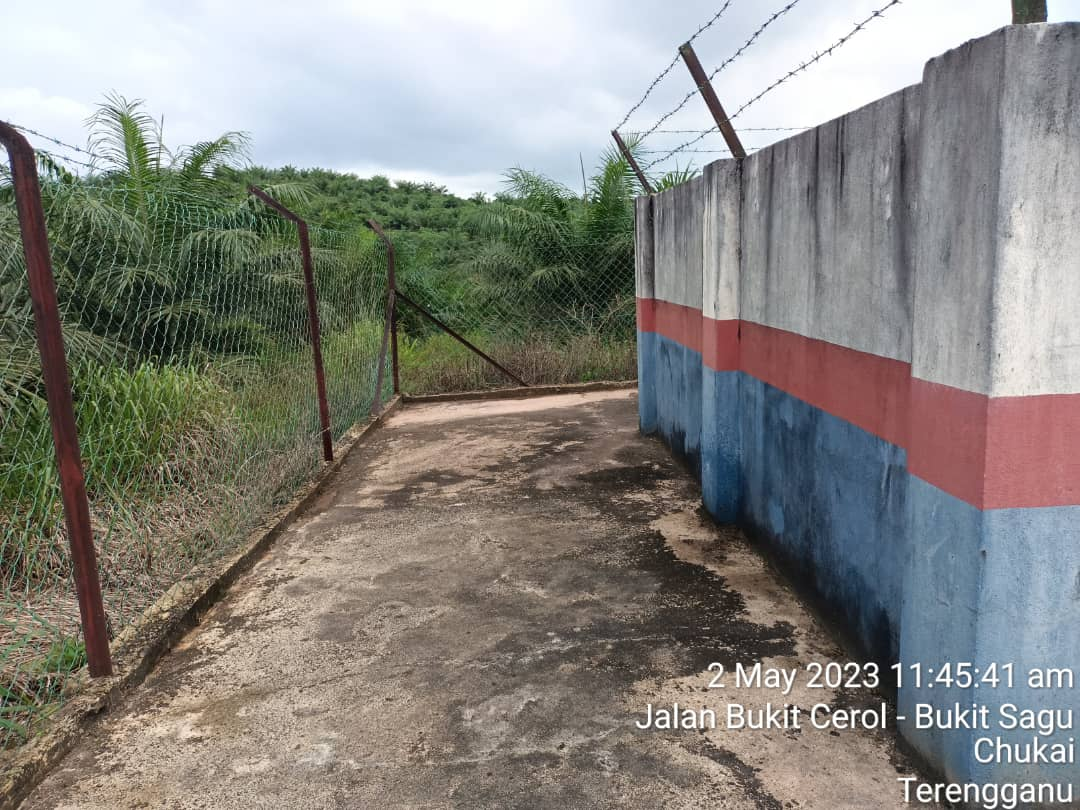 2 May 2023 11:45:41 am
Jalan Bukit Cerol - Bukit Sagu
Chukai
Terengganu